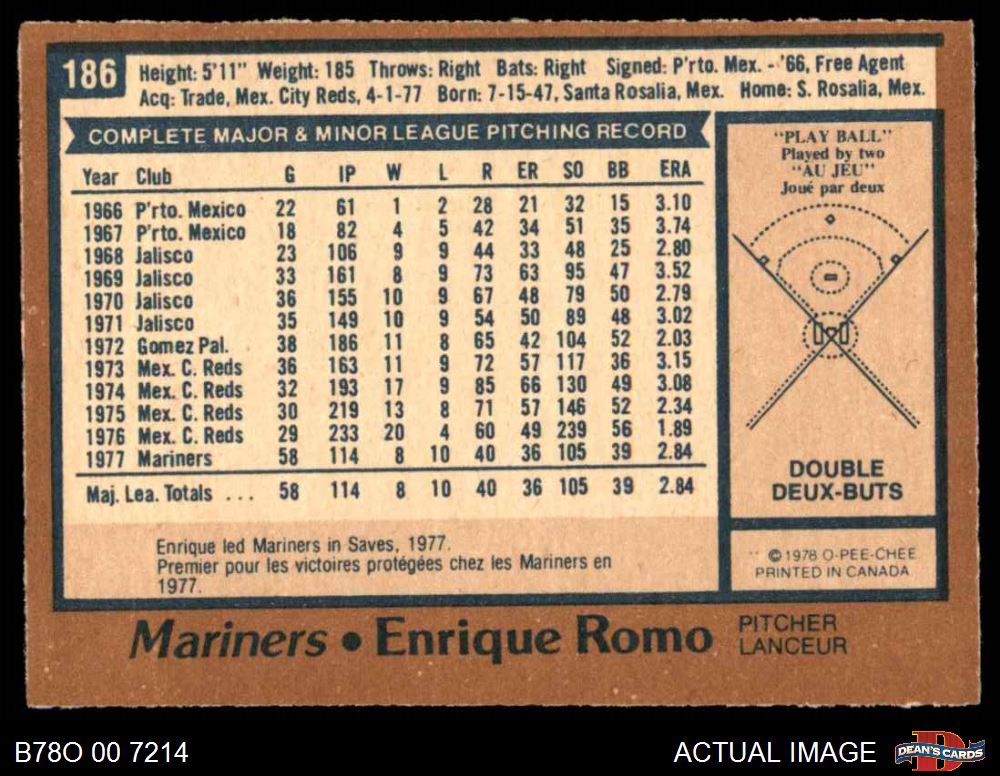 186
Height: 5'11" Weight: 185 Throws: Right Bats: Right Signed: P'rto. Mex. - '66, Free Agent
Acq: Trade, Mex. City Reds, 4-1-77 Born: 7-15-47, Santa Rosalia, Mex. Home: S. Rosalia, Mex.
COMPLETE MAJOR & MINOR LEAGUE PITCHING RECORD
Year Club G IP W L R ER SO BB ERA
1966 P'rto. Mexico 22 61 1 2 28 21 32 15 3.10
1967 P'rto. Mexico 18 82 4 5 42 34 51 35 3.74
1968 Jalisco 23 106 9 9 44 33 48 25 2.80
1969 Jalisco 33 161 8 9 73 63 95 47 3.52
1970 Jalisco 36 155 10 9 67 48 79 50 2.79
1971 Jalisco 35 149 10 9 54 50 89 48 3.02
1972 Gomez Pal. 38 186 11 8 65 42 104 52 2.03
1973 Mex. C. Reds 36 163 11 9 72 57 117 36 3.15
1974 Mex. C. Reds 32 193 17 9 85 66 130 49 3.08
1975 Mex. C. Reds 30 219 13 8 71 57 146 52 2.34
1976 Mex. C. Reds 29 233 20 4 60 49 239 56 1.89
1977 Mariners 58 114 8 10 40 36 105 39 2.84
Maj. Lea. Totals ... 58 114 8 10 40 36 105 39 2.84
Enrique led Mariners in Saves, 1977.
Premier pour les victoires protégées chez les Mariners en
1977.
"PLAY BALL"
Played by two
"AU JEU"
Joué par deux
DOUBLE
DEUX-BUTS
© 1978 O-PEE-CHEE
PRINTED IN CANADA
Mariners • Enrique Romo
PITCHER
LANCEUR
B78O 00 7214
ACTUAL IMAGE
DEAN'S CARDS